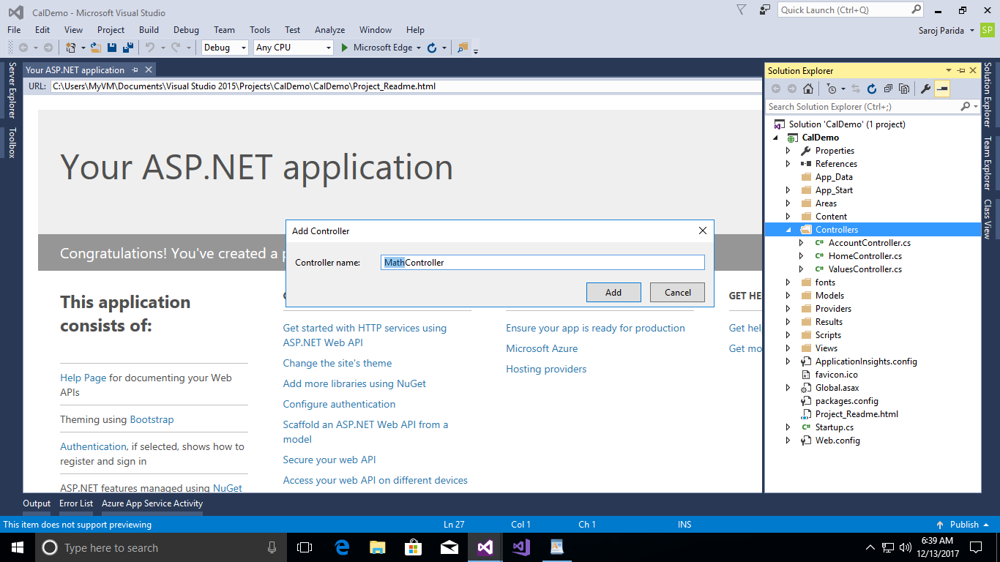 CalDemo - Microsoft Visual Studio
Quick Launch (Ctrl+Q)
File Edit View Project Build Debug Team Tools Test Analyze Window Help
Saroj Parida SP
Debug Any CPU Microsoft Edge
Server Explorer
Toolbox
Your ASP.NET application
URL: C:\Users\MyVM\Documents\Visual Studio 2015\Projects\CalDemo\CalDemo\Project_Readme.html
Your ASP.NET application
Congratulations! You've created a p
Add Controller
Controller name: MathController
Add Cancel
This application
consists of:
Help Page for documenting your Web
APIs
Theming using Bootstrap
Authentication, if selected, shows how to
register and sign in
ASP.NET features managed using NuGet
Get started with HTTP services using
ASP.NET Web API
Change the site's theme
Add more libraries using NuGet
Configure authentication
Scaffold an ASP.NET Web API from a
model
Secure your web API
Access your web API on different devices
Ensure your app is ready for production
Microsoft Azure
Hosting providers
GET HE
Get hel
Get mo
Solution Explorer
Search Solution Explorer (Ctrl+;)
Solution 'CalDemo' (1 project)
CalDemo
Properties
References
App_Data
App_Start
Areas
Content
Controllers
AccountController.cs
HomeController.cs
ValuesController.cs
fonts
Models
Providers
Results
Scripts
Views
ApplicationInsights.config
favicon.ico
Global.asax
packages.config
Project_Readme.html
Startup.cs
Web.config
Solution Explorer
Team Explorer
Class View
Output Error List Azure App Service Activity
This item does not support previewing Ln 27 Col 1 Ch 1 INS Publish
Type here to search
6:39 AM
12/13/2017